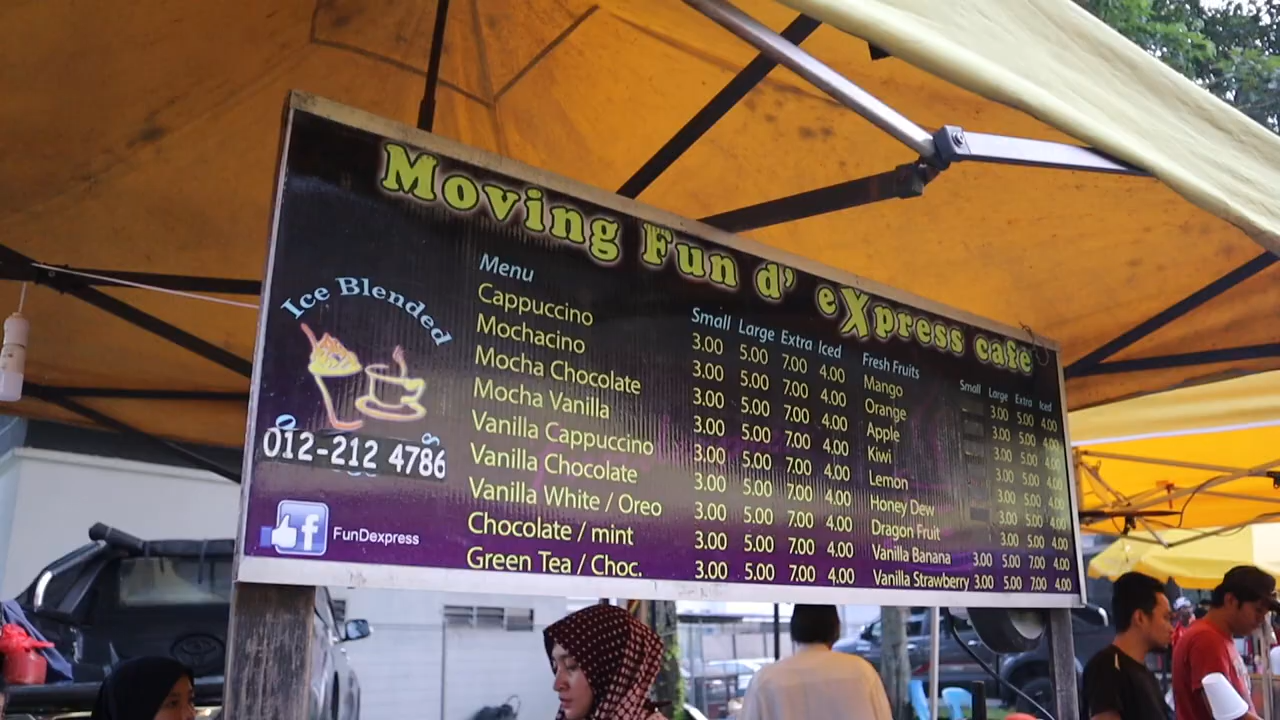 Moving Fun d' eXpress cafe
Ice Blended
012-212 4786
FunDexpress
Menu Small Large Extra Iced
Cappuccino 3.00 5.00 7.00 4.00
Mochacino 3.00 5.00 7.00 4.00
Mocha Chocolate 3.00 5.00 7.00 4.00
Mocha Vanilla 3.00 5.00 7.00 4.00
Vanilla Cappuccino 3.00 5.00 7.00 4.00
Vanilla Chocolate 3.00 5.00 7.00 4.00
Vanilla White / Oreo 3.00 5.00 7.00 4.00
Chocolate / mint 3.00 5.00 7.00 4.00
Green Tea / Choc. 3.00 5.00 7.00 4.00
Fresh Fruits Small Large Extra Iced
Mango 3.00 5.00 4.00
Orange 3.00 5.00 4.00
Apple 3.00 5.00 4.00
Kiwi 3.00 5.00 4.00
Lemon 3.00 5.00 4.00
Honey Dew 3.00 5.00 4.00
Dragon Fruit 3.00 5.00 4.00
Vanilla Banana 3.00 5.00 7.00 4.00
Vanilla Strawberry 3.00 5.00 7.00 4.00